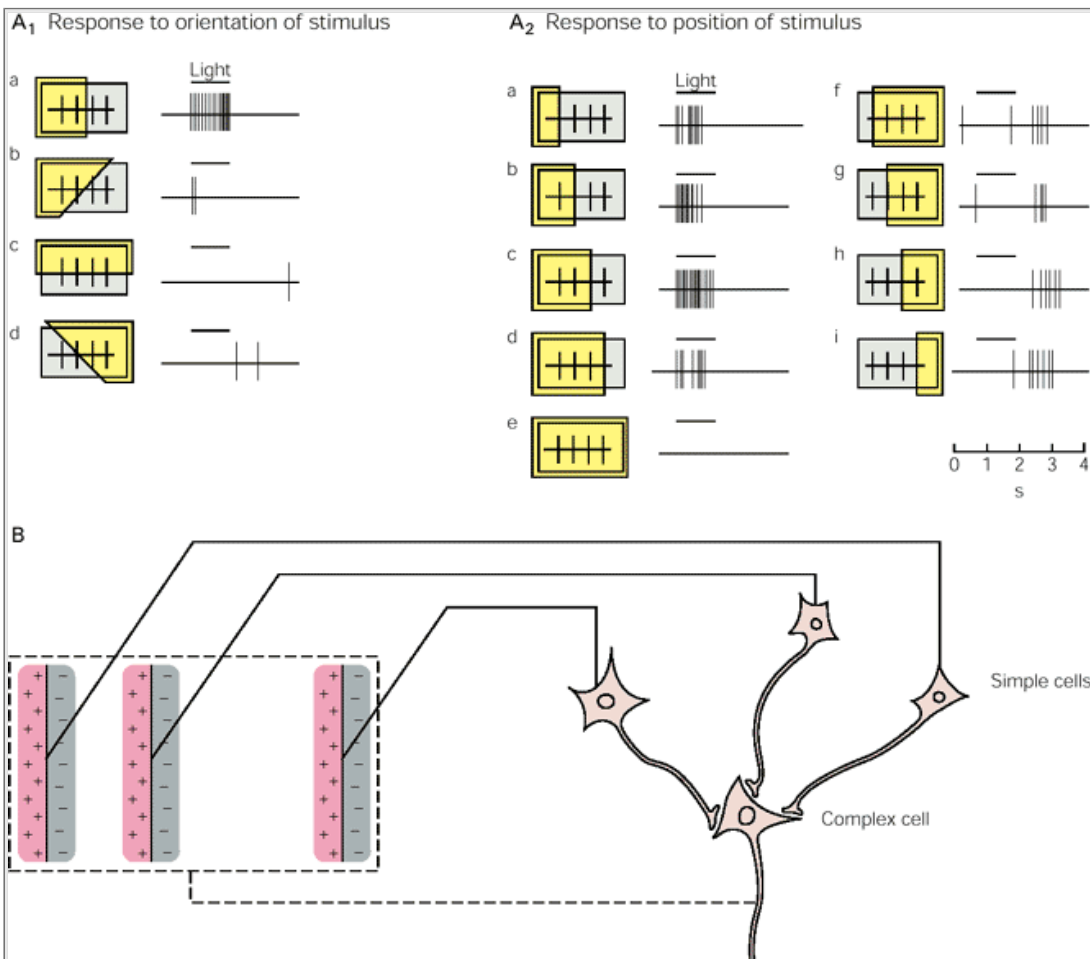 A1 Response to orientation of stimulus
a
Light
b
c
d
A2 Response to position of stimulus
a
Light
b
c
d
e
f
g
h
i
0 1 2 3 4
s
B
+ + + + + + + + + + +
− − − − − − − −
+ + + + + + + + + + +
− − − − − − − −
+ + + + + + + + + + +
− − − − − − − −
Simple cells
Complex cell